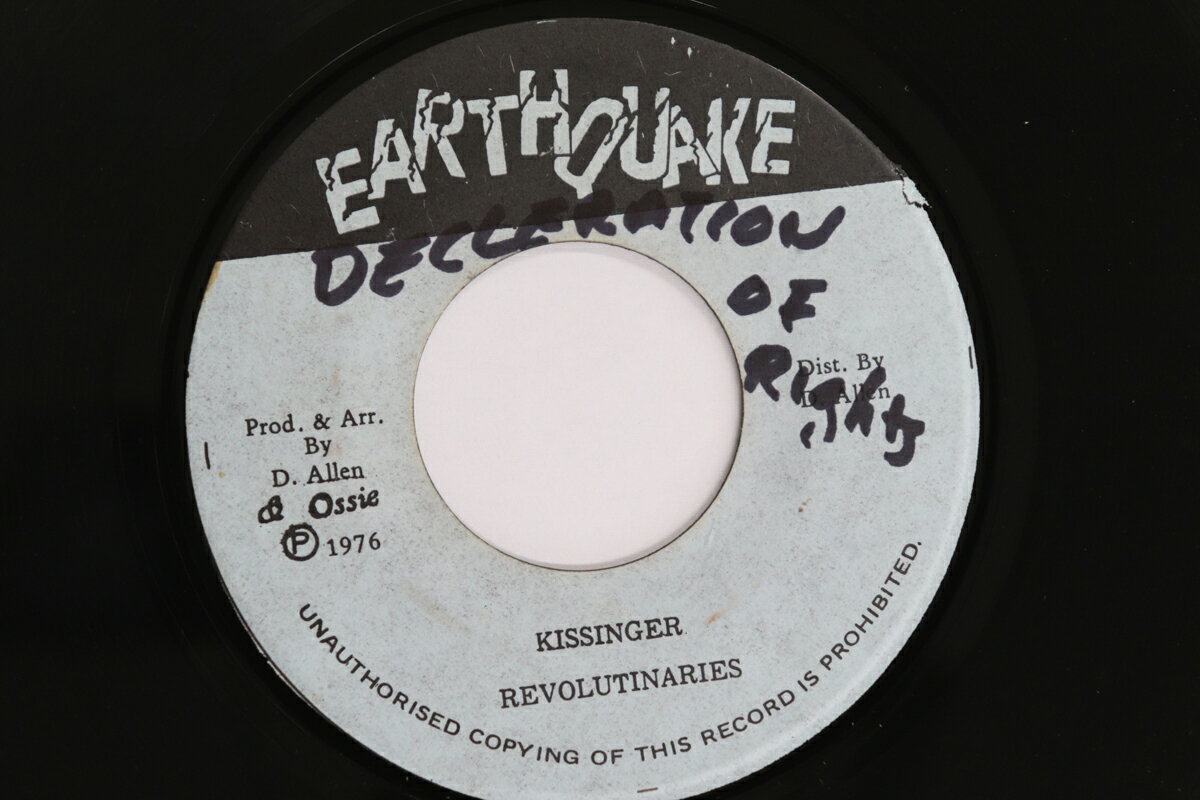 EARTHQUAKE
DECCLERATION
OF
RIGhts
Dist. By
D. Allen
Prod. & Arr.
By
D. Allen
& Ossie
Ⓟ 1976
KISSINGER
REVOLUTINARIES
UNAUTHORISED COPYING OF THIS RECORD IS PROHIBITED.